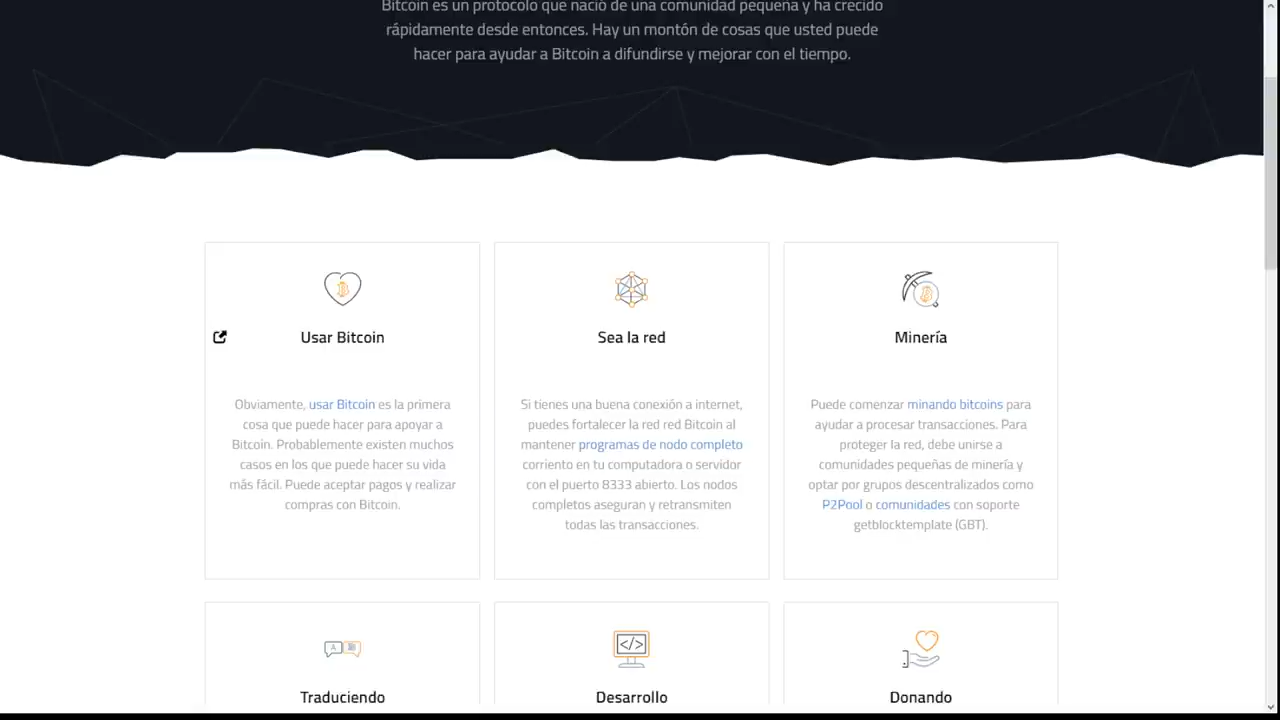 Bitcoin es un protocolo que nació de una comunidad pequeña y ha crecido
rápidamente desde entonces. Hay un montón de cosas que usted puede
hacer para ayudar a Bitcoin a difundirse y mejorar con el tiempo.
Usar Bitcoin
Obviamente, usar Bitcoin es la primera
cosa que puede hacer para apoyar a
Bitcoin. Probablemente existen muchos
casos en los que puede hacer su vida
más fácil. Puede aceptar pagos y realizar
compras con Bitcoin.
Sea la red
Si tienes una buena conexión a internet,
puedes fortalecer la red red Bitcoin al
mantener programas de nodo completo
corriento en tu computadora o servidor
con el puerto 8333 abierto. Los nodos
completos aseguran y retransmiten
todas las transacciones.
Minería
Puede comenzar minando bitcoins para
ayudar a procesar transacciones. Para
proteger la red, debe unirse a
comunidades pequeñas de minería y
optar por grupos descentralizados como
P2Pool o comunidades con soporte
getblocktemplate (GBT).
Traduciendo
Desarrollo
Donando